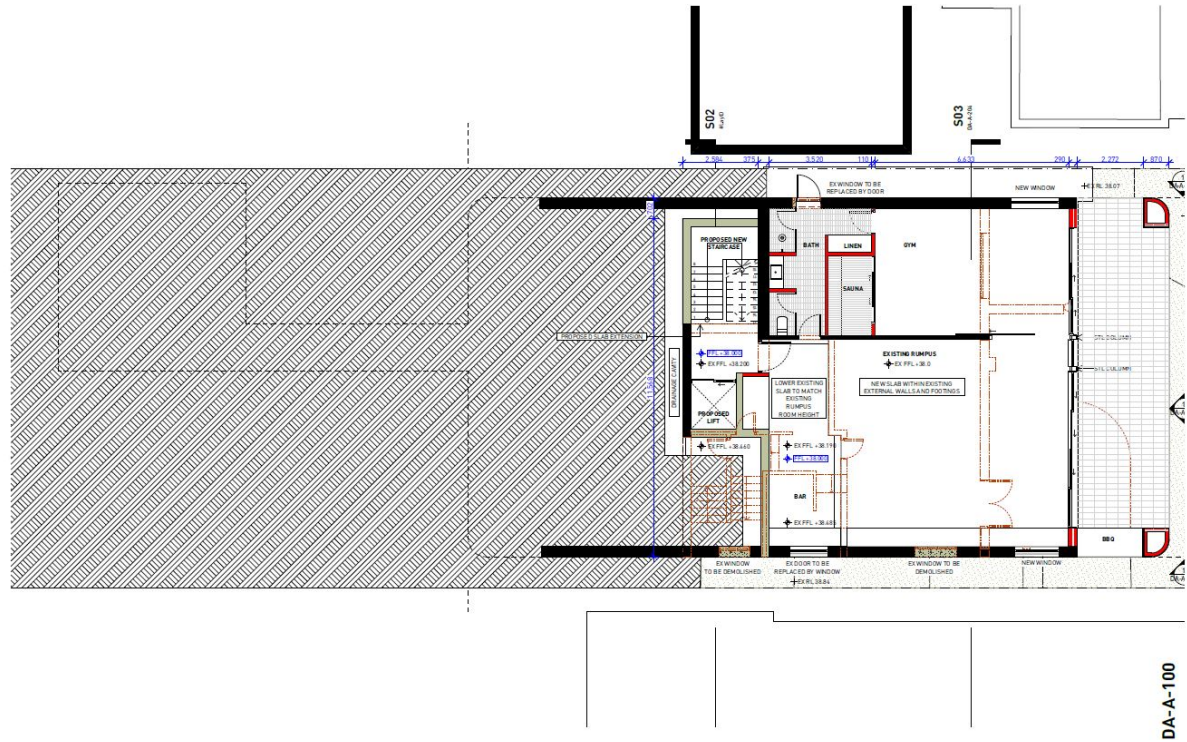 S02
S03
DA-A-204
2.584
375
3.520
110
6.633
290
2.272
870
EX WINDOW TO BE
REPLACED BY DOOR
NEW WINDOW
EX RL 38.07
PROPOSED NEW
STAIRCASE
BATH
LINEN
GYM
SAUNA
PROPOSED SLAB EXTENSION
STL COLUMN
STL COLUMN
FFL +38.000
EX FFL +38.200
EXISTING RUMPUS
EX FFL +38.0
DRAINAGE CAVITY
LOWER EXISTING
SLAB TO MATCH
EXISTING
RUMPUS
ROOM HEIGHT
NEW SLAB WITHIN EXISTING
EXTERNAL WALLS AND FOOTINGS
PROPOSED
LIFT
EX FFL +38.660
EX FFL +38.190
FFL +38.000
BAR
EX FFL +38.685
BBQ
EX WINDOW
TO BE DEMOLISHED
EX DOOR TO BE
REPLACED BY WINDOW
EX RL 38.84
EX WINDOW TO BE
DEMOLISHED
NEW WINDOW
DA-A-100